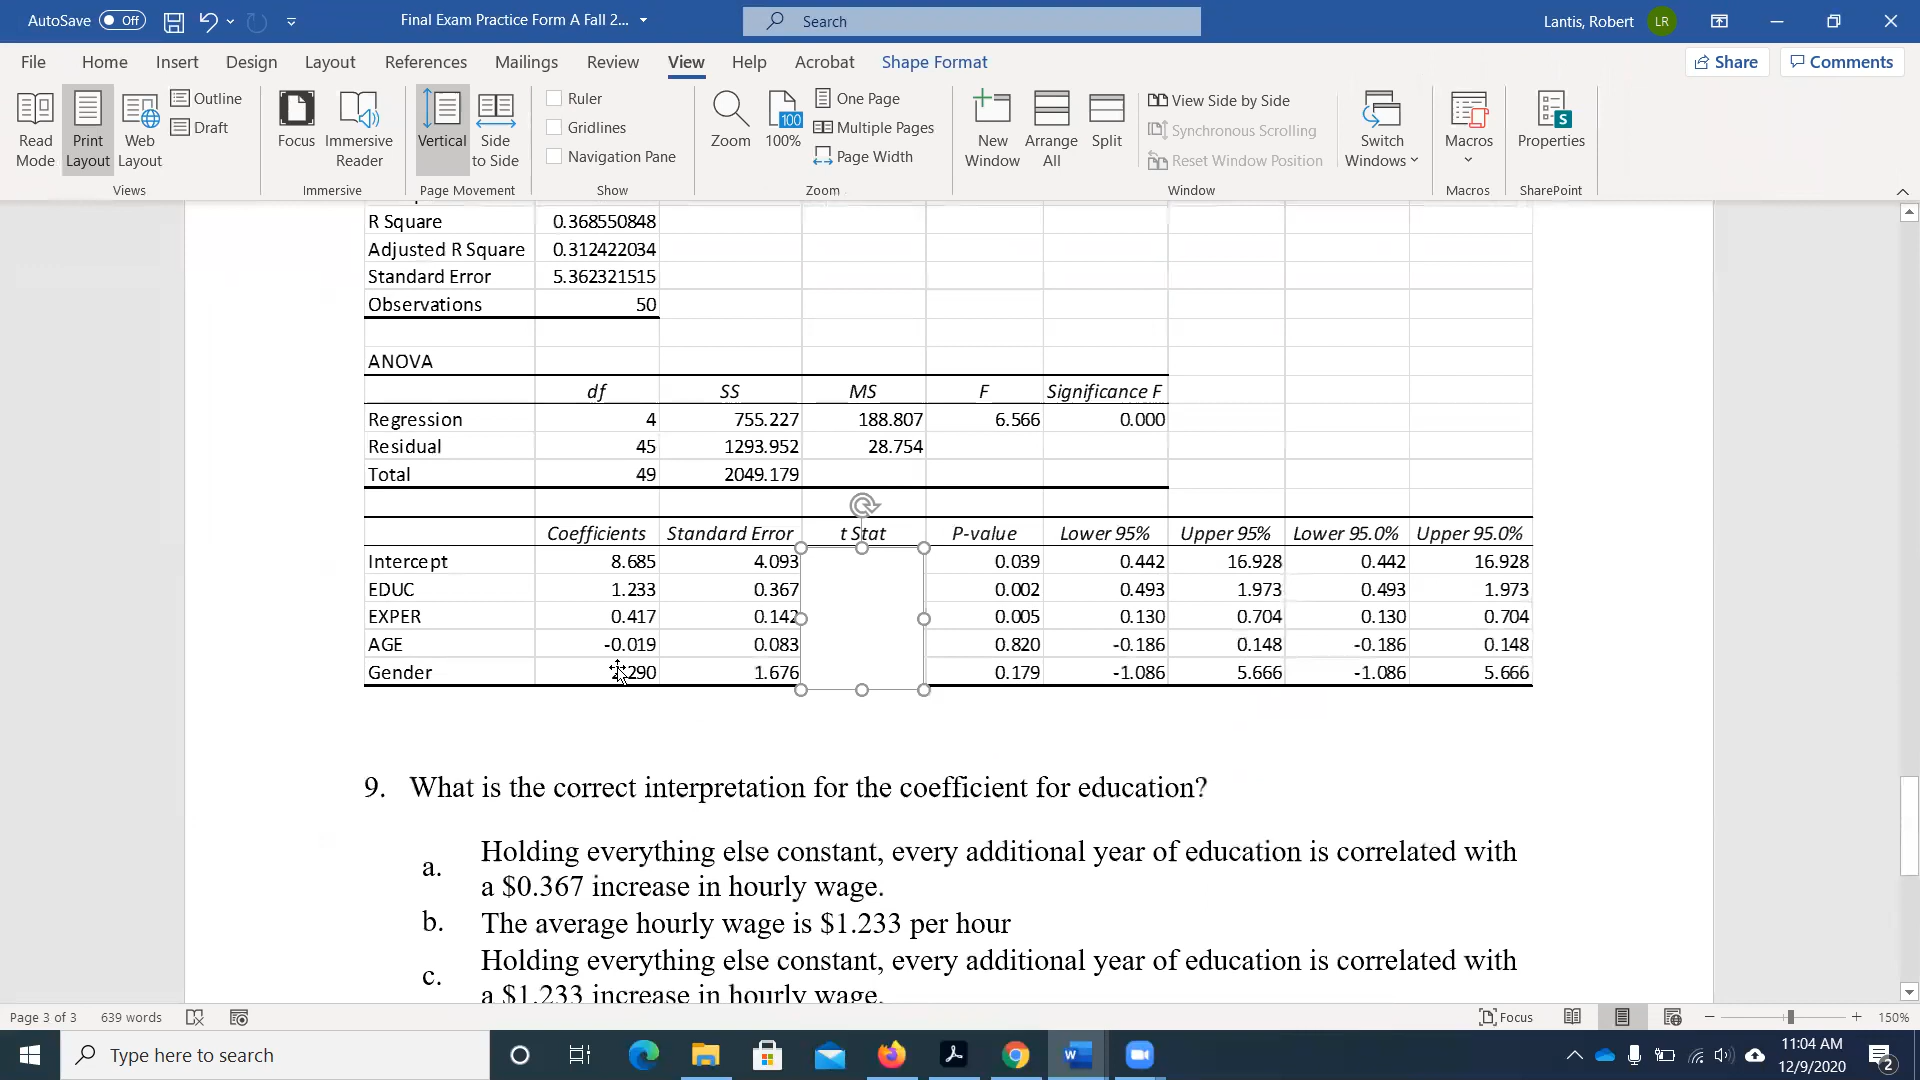 AutoSave Off Final Exam Practice Form A Fall 2... Search Lantis, Robert LR
File Home Insert Design Layout References Mailings Review View Help Acrobat Shape Format Share Comments
Read Mode Print Layout Web Layout Outline Draft Focus Immersive Reader Vertical Side to Side Ruler Gridlines Navigation Pane Zoom 100 100% One Page Multiple Pages Page Width New Window Arrange All Split View Side by Side Synchronous Scrolling Reset Window Position Switch Windows Macros S Properties
Views Immersive Page Movement Show Zoom Window Macros SharePoint
R Square 0.368550848
Adjusted R Square 0.312422034
Standard Error 5.362321515
Observations 50
ANOVA
df SS MS F Significance F
Regression 4 755.227 188.807 6.566 0.000
Residual 45 1293.952 28.754
Total 49 2049.179
Coefficients Standard Error t Stat P-value Lower 95% Upper 95% Lower 95.0% Upper 95.0%
Intercept 8.685 4.093 0.039 0.442 16.928 0.442 16.928
EDUC 1.233 0.367 0.002 0.493 1.973 0.493 1.973
EXPER 0.417 0.142 0.005 0.130 0.704 0.130 0.704
AGE -0.019 0.083 0.820 -0.186 0.148 -0.186 0.148
Gender 2.290 1.676 0.179 -1.086 5.666 -1.086 5.666
9. What is the correct interpretation for the coefficient for education?
a. Holding everything else constant, every additional year of education is correlated with
a $0.367 increase in hourly wage.
b. The average hourly wage is $1.233 per hour
c. Holding everything else constant, every additional year of education is correlated with
a $1.233 increase in hourly wage.
Page 3 of 3 639 words Focus 150%
Type here to search W 11:04 AM
12/9/2020 2